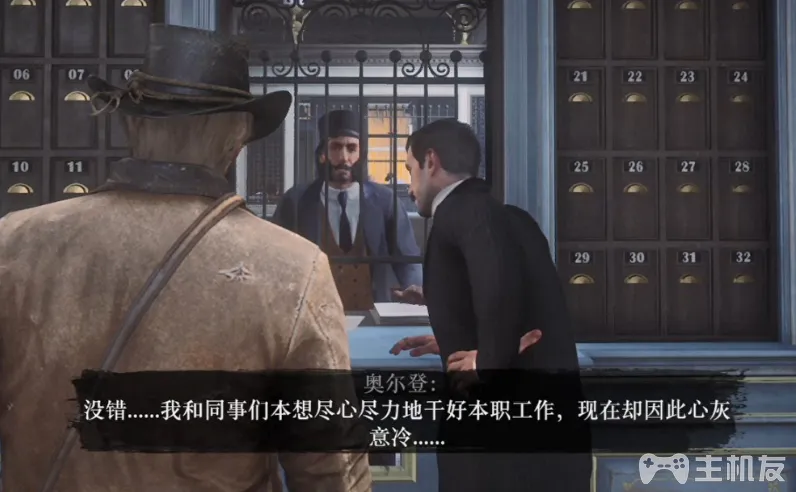 06 07
21 22 23 24
10 11
25 26 27 28
29 30 31 32
奥尔登:
没错......我和同事们本想尽心尽力地干好本职工作，现在却因此心灰
意冷......
主机友